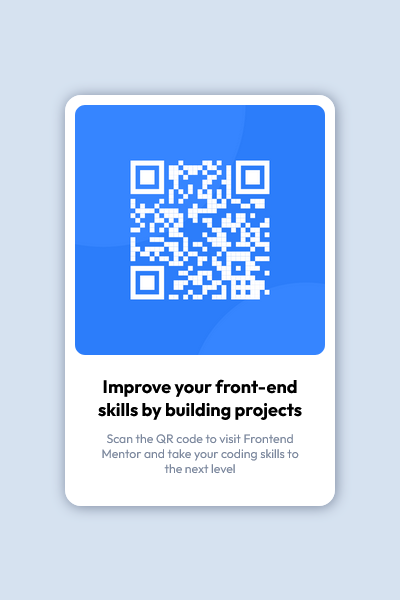 Improve your front-end
skills by building projects
Scan the QR code to visit Frontend
Mentor and take your coding skills to
the next level